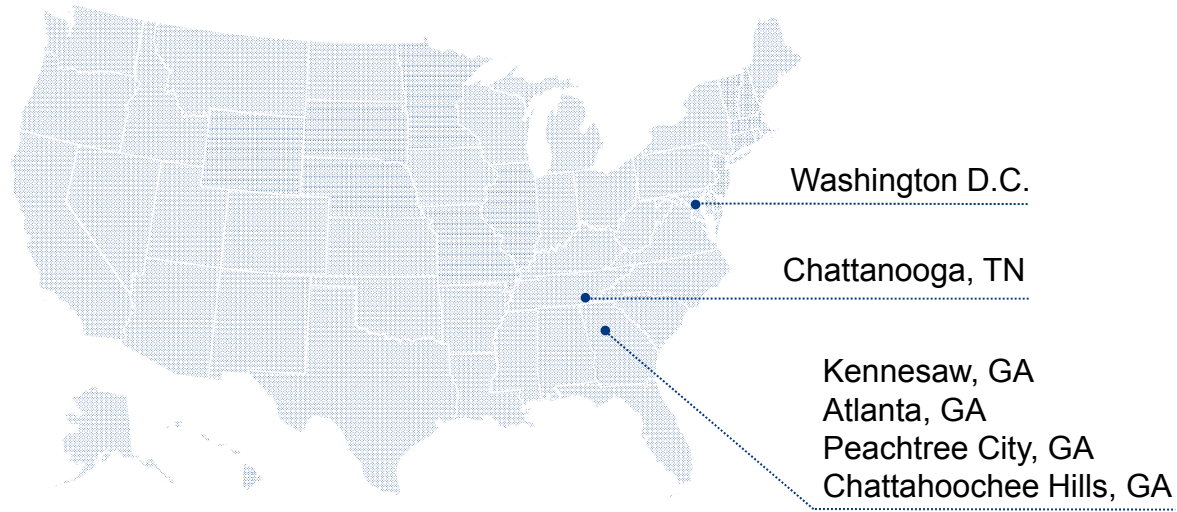 Washington D.C.
Chattanooga, TN
Kennesaw, GA
Atlanta, GA
Peachtree City, GA
Chattahoochee Hills, GA